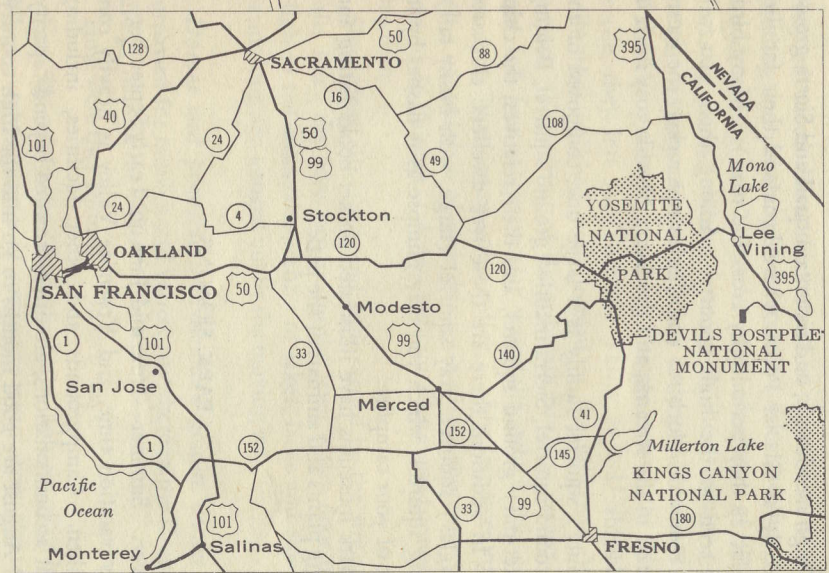 128
50
SACRAMENTO
88
395
NEVADA
CALIFORNIA
16
40
101
24
50
99
49
108
Mono
Lake
24
4
Stockton
YOSEMITE
NATIONAL
PARK
Lee
Vining
OAKLAND
120
120
SAN FRANCISCO
50
395
Modesto
DEVILS POSTPILE
NATIONAL
MONUMENT
1
101
33
99
140
San Jose
Merced
41
152
1
152
145
Millerton Lake
KINGS CANYON
NATIONAL PARK
Pacific
Ocean
101
33
99
180
Monterey
Salinas
FRESNO